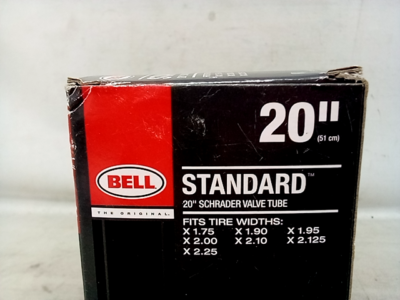 20"
(51 cm)
BELL
THE ORIGINAL.
STANDARD™
20" SCHRADER VALVE TUBE
FITS TIRE WIDTHS:
X 1.75 X 1.90 X 1.95
X 2.00 X 2.10 X 2.125
X 2.25